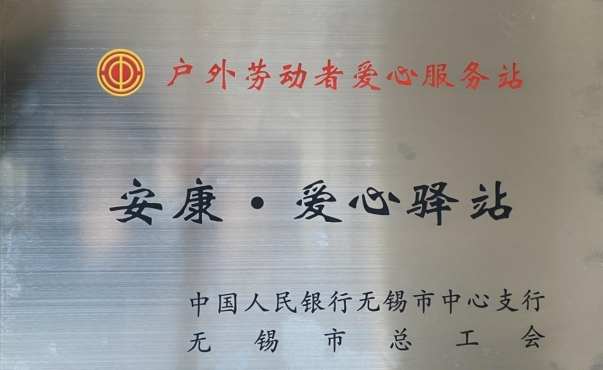 户外劳动者爱心服务站
安康·爱心驿站
中国人民银行无锡市中心支行
无锡市总工会